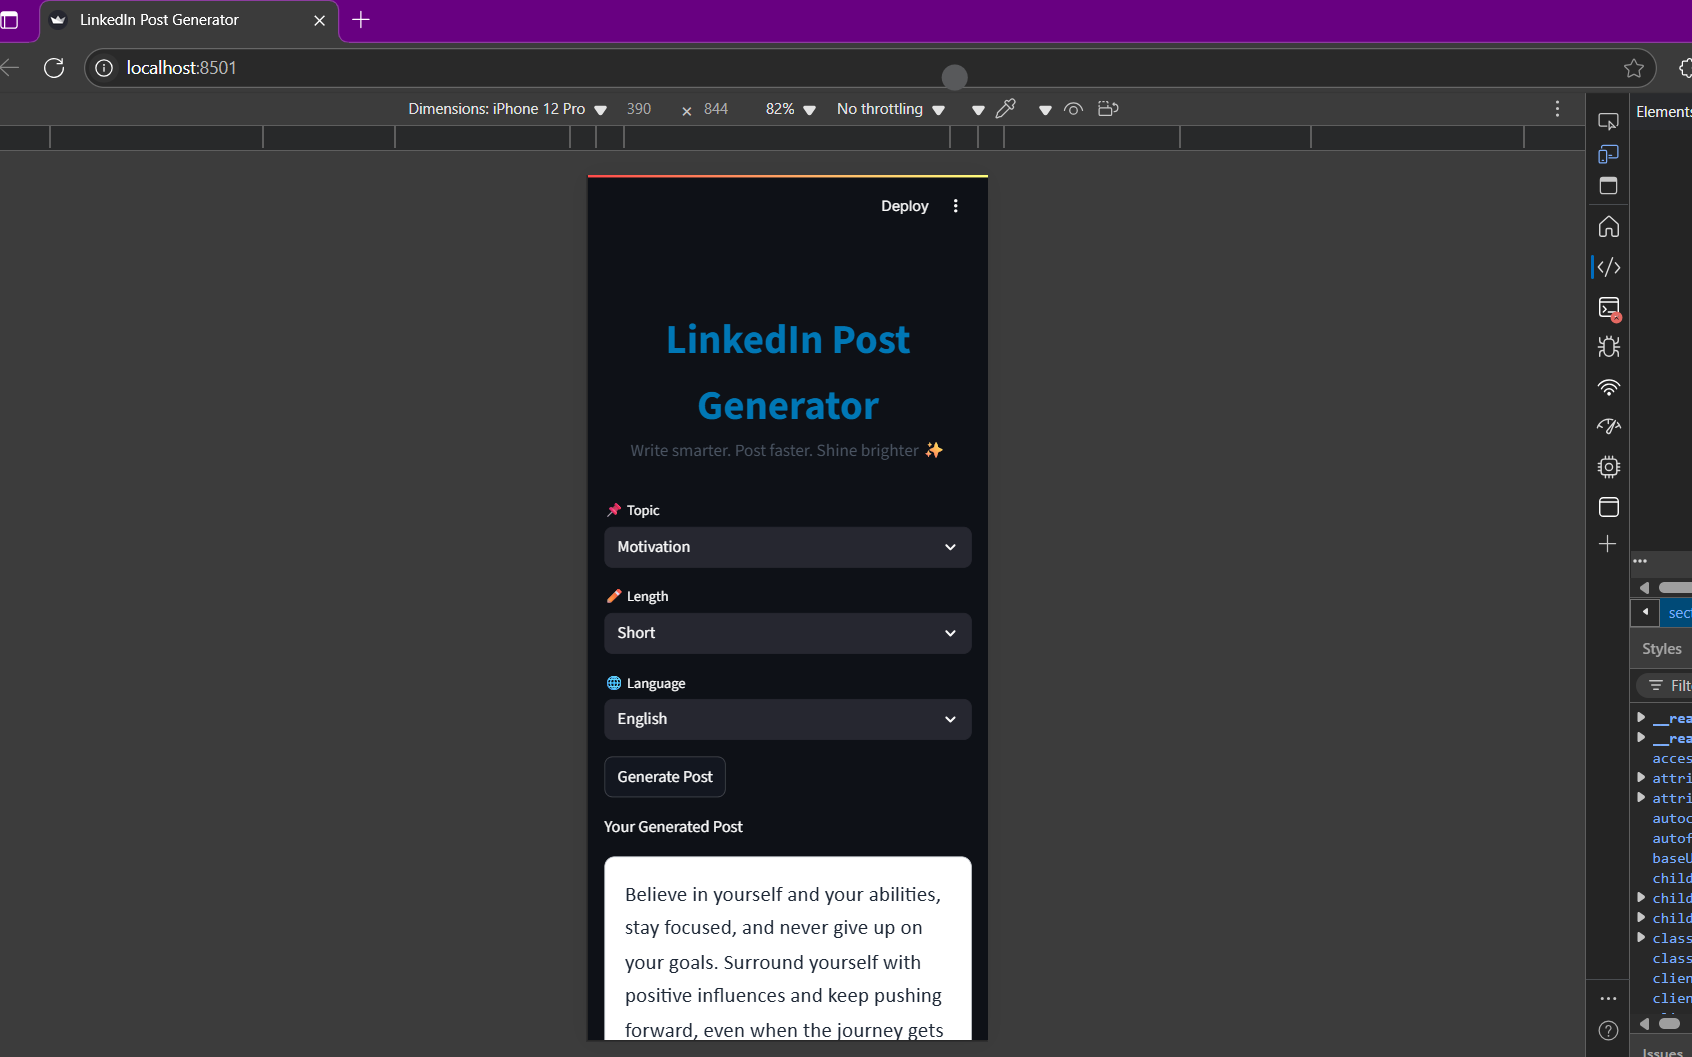 LinkedIn Post Generator
localhost:8501
Dimensions: iPhone 12 Pro 390 × 844 82% No throttling
Elements
Deploy
LinkedIn Post
Generator
Write smarter. Post faster. Shine brighter ✨
📌 Topic
Motivation
✏️ Length
Short
🌐 Language
English
Generate Post
Your Generated Post
Believe in yourself and your abilities,
stay focused, and never give up on
your goals. Surround yourself with
positive influences and keep pushing
forward, even when the journey gets
sect
Styles
Filt
__rea
__rea
acces
attri
attri
autoc
autof
baseU
child
child
child
class
class
clien
clien
Issues